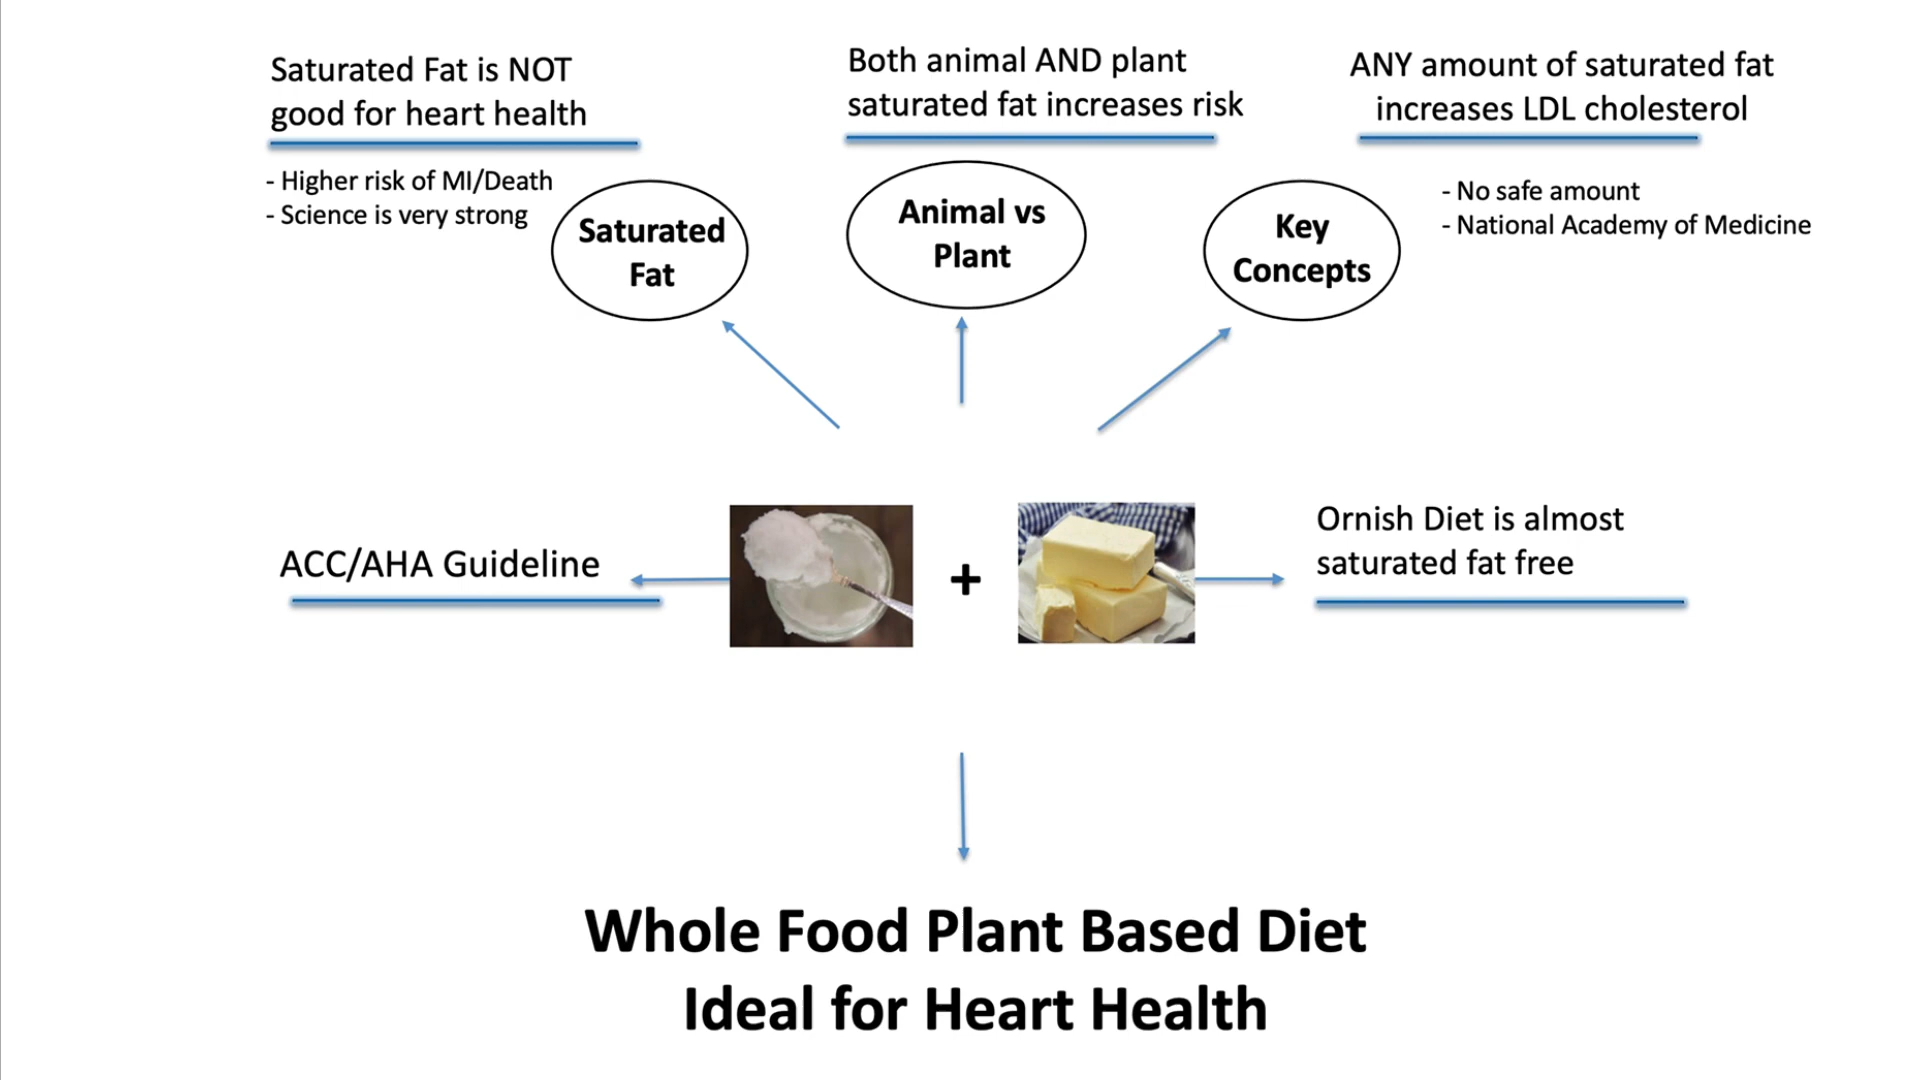 Saturated Fat is NOT
good for heart health
- Higher risk of MI/Death
- Science is very strong
Saturated
Fat
Both animal AND plant
saturated fat increases risk
Animal vs
Plant
ANY amount of saturated fat
increases LDL cholesterol
- No safe amount
- National Academy of Medicine
Key
Concepts
ACC/AHA Guideline
+
Ornish Diet is almost
saturated fat free
Whole Food Plant Based Diet
Ideal for Heart Health